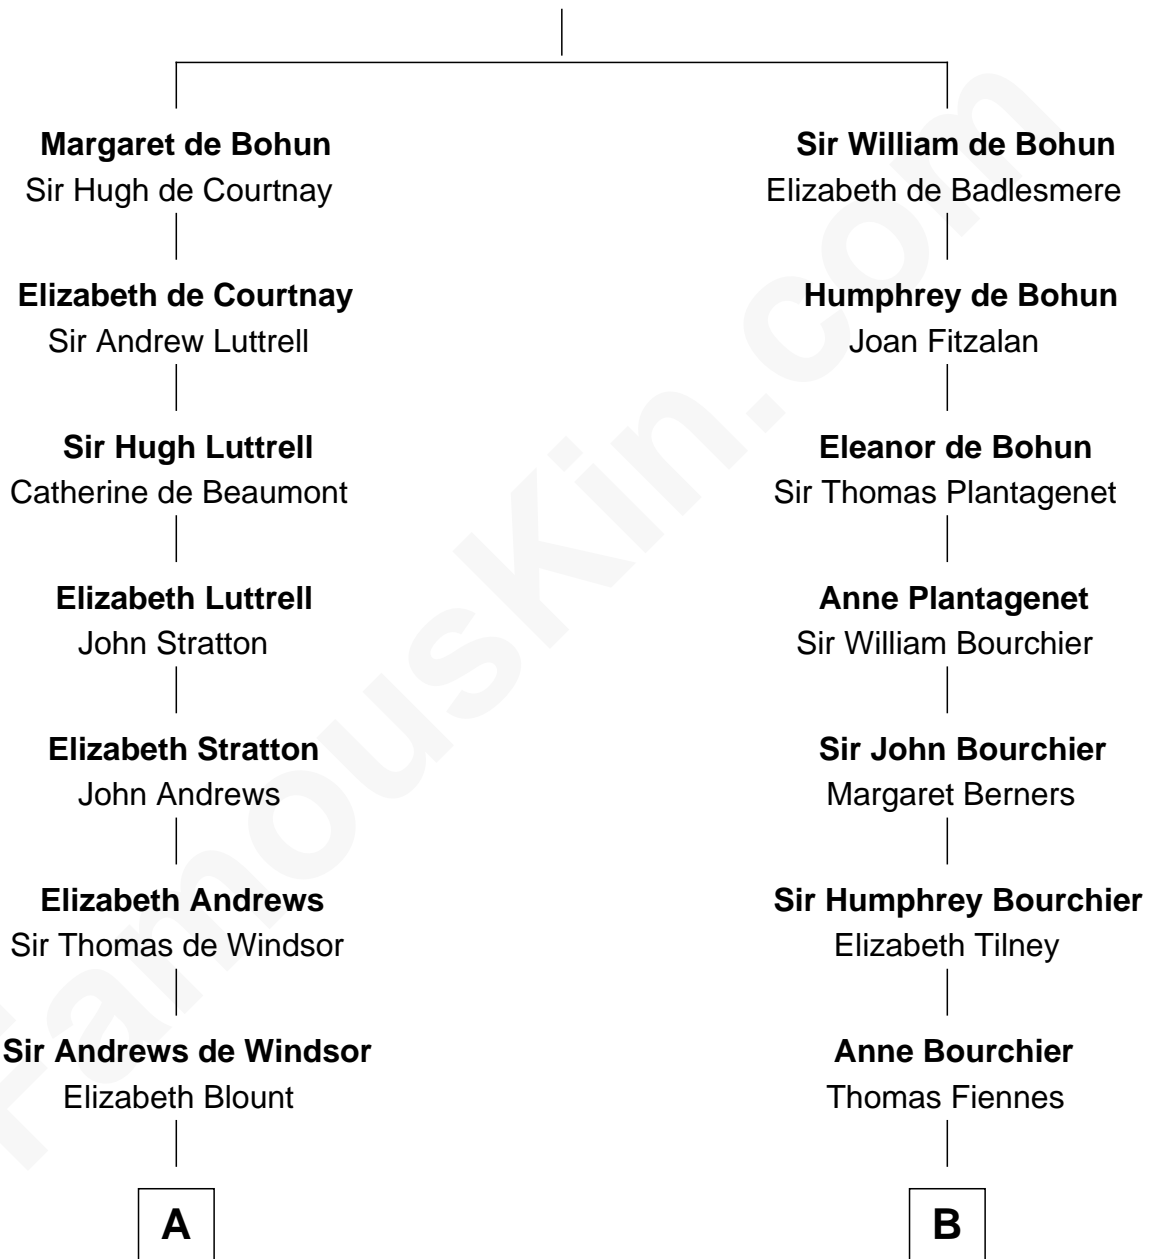 Margaret de Bohun
Sir Hugh de Courtnay
Elizabeth de Courtnay
Sir Andrew Luttrell
Sir Hugh Luttrell
Catherine de Beaumont
Elizabeth Luttrell
John Stratton
Elizabeth Stratton
John Andrews
Elizabeth Andrews
Sir Thomas de Windsor
Sir Andrews de Windsor
Elizabeth Blount
A
Sir William de Bohun
Elizabeth de Badlesmere
Humphrey de Bohun
Joan Fitzalan
Eleanor de Bohun
Sir Thomas Plantagenet
Anne Plantagenet
Sir William Bourchier
Sir John Bourchier
Margaret Berners
Sir Humphrey Bourchier
Elizabeth Tilney
Anne Bourchier
Thomas Fiennes
B
FamousKin.com